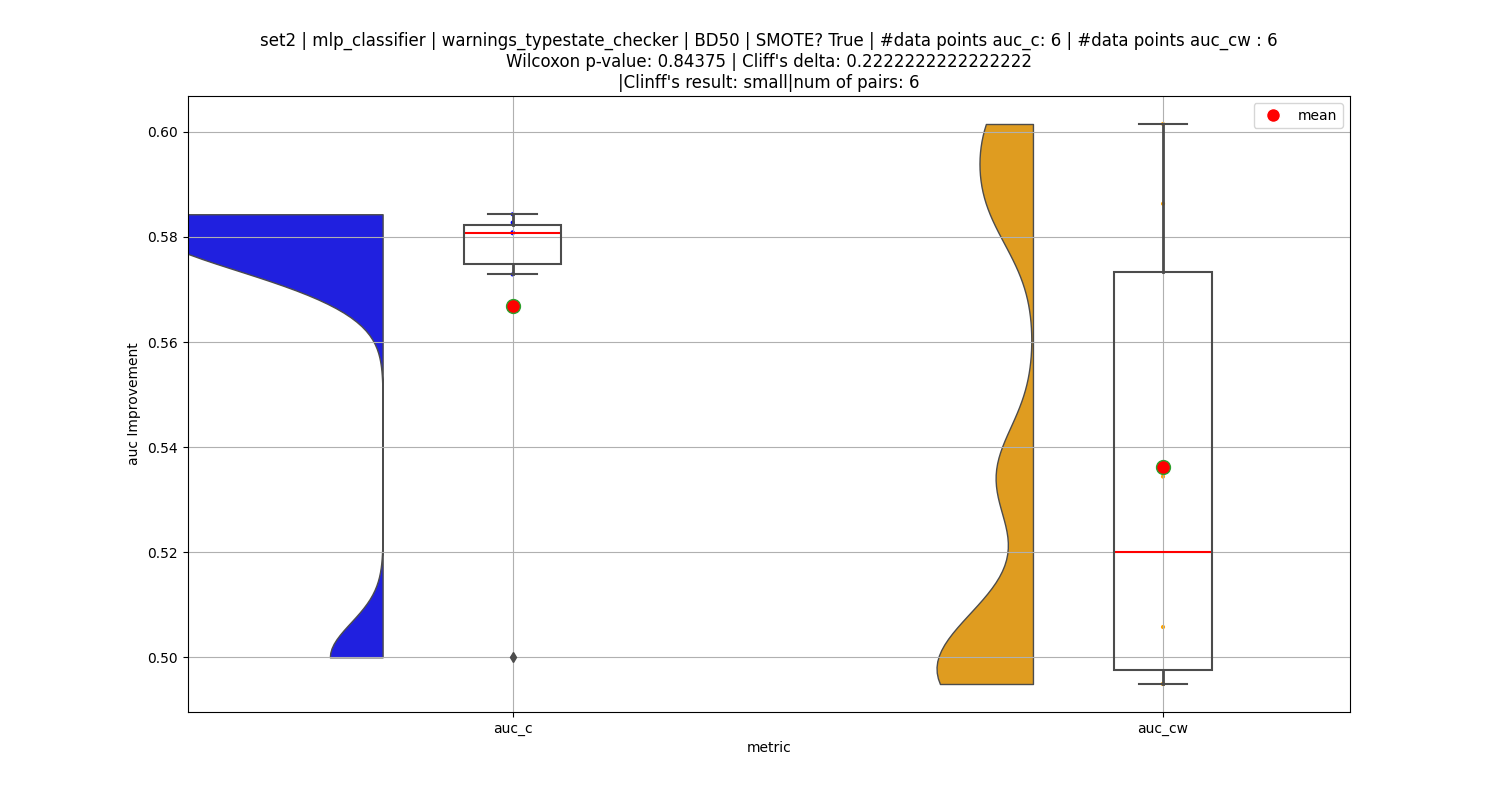 set2 | mlp_classifier | warnings_typestate_checker | BD50 | SMOTE? True | #data points auc_c: 6 | #data points auc_cw : 6
Wilcoxon p-value: 0.84375 | Cliff's delta: 0.2222222222222222
|Clinff's result: small|num of pairs: 6
mean
0.60
0.58
0.56
0.54
0.52
0.50
auc Improvement
auc_c
auc_cw
metric